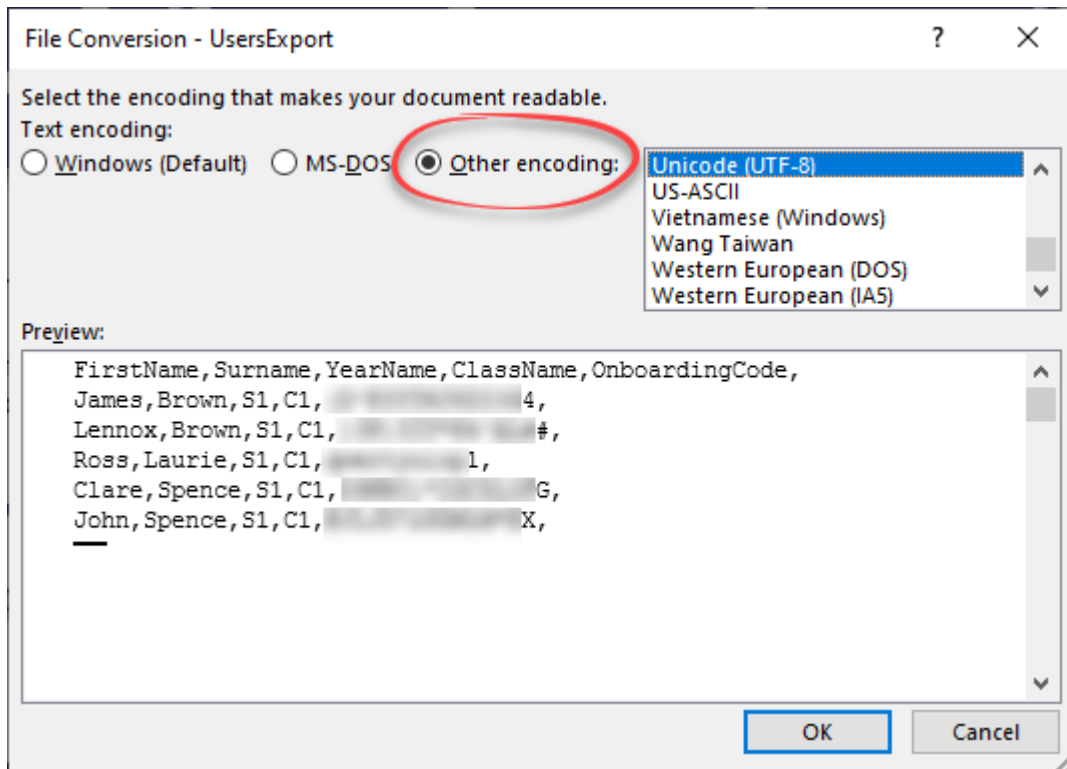 File Conversion - UsersExport
Select the encoding that makes your document readable.
Text encoding:
Windows (Default) MS-DOS Other encoding:
Unicode (UTF-8)
US-ASCII
Vietnamese (Windows)
Wang Taiwan
Western European (DOS)
Western European (IA5)
Preview:
FirstName,Surname,YearName,ClassName,OnboardingCode,
James,Brown,S1,C1, 4,
Lennox,Brown,S1,C1, #,
Ross,Laurie,S1,C1, l,
Clare,Spence,S1,C1, G,
John,Spence,S1,C1, X,
OK Cancel